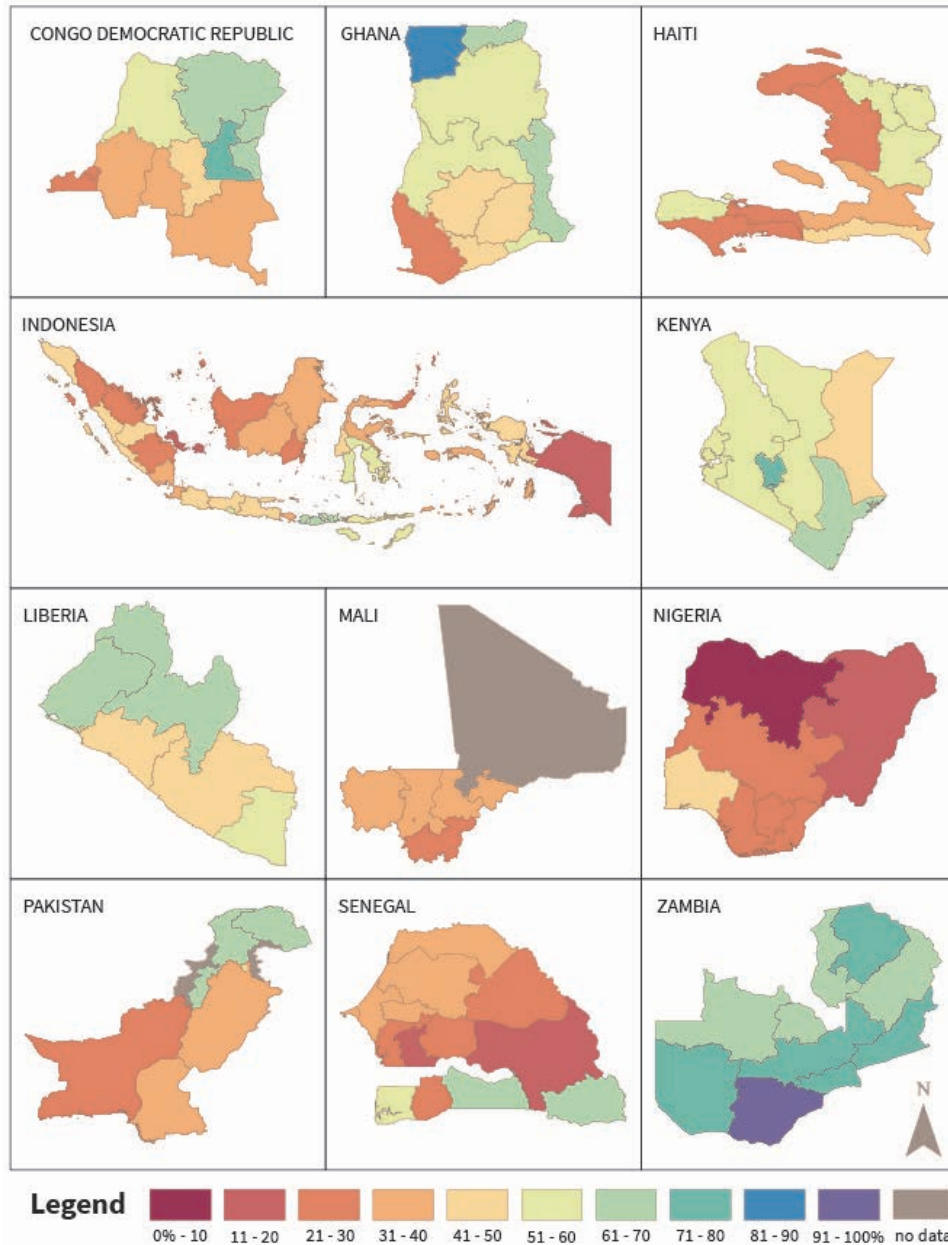 CONGO DEMOCRATIC REPUBLIC
GHANA
HAITI
INDONESIA
KENYA
LIBERIA
MALI
NIGERIA
PAKISTAN
SENEGAL
ZAMBIA
N
Legend
0% - 10
11 - 20
21 - 30
31 - 40
41 - 50
51 - 60
61 - 70
71 - 80
81 - 90
91 - 100%
no data